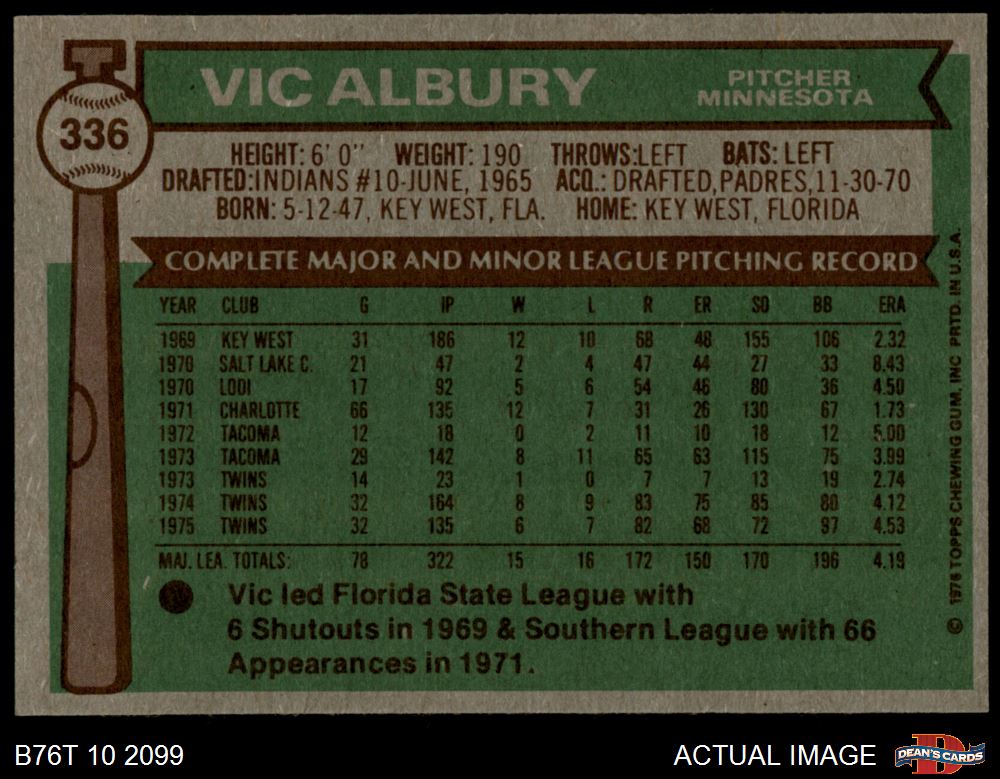 VIC ALBURY
PITCHER
MINNESOTA
336
HEIGHT: 6' 0" WEIGHT: 190 THROWS:LEFT BATS: LEFT
DRAFTED:INDIANS #10-JUNE, 1965 ACQ.: DRAFTED,PADRES,11-30-70
BORN: 5-12-47, KEY WEST, FLA. HOME: KEY WEST, FLORIDA
COMPLETE MAJOR AND MINOR LEAGUE PITCHING RECORD
YEAR CLUB G IP W L R ER SO BB ERA
1969 KEY WEST 31 186 12 10 68 48 155 106 2.32
1970 SALT LAKE C. 21 47 2 4 47 44 27 33 8.43
1970 LODI 17 92 5 6 54 46 80 36 4.50
1971 CHARLOTTE 66 135 12 7 31 26 130 67 1.73
1972 TACOMA 12 18 0 2 11 10 18 12 5.00
1973 TACOMA 29 142 8 11 65 63 115 75 3.99
1973 TWINS 14 23 1 0 7 7 13 19 2.74
1974 TWINS 32 164 8 9 83 75 85 80 4.12
1975 TWINS 32 135 6 7 82 68 72 97 4.53
MAJ. LEA. TOTALS: 78 322 15 16 172 150 170 196 4.19
Vic led Florida State League with
6 Shutouts in 1969 & Southern League with 66
Appearances in 1971.
© 1976 TOPPS CHEWING GUM, INC PRTD. IN U.S.A.
B76T 10 2099
ACTUAL IMAGE
D
DEAN'S CARDS